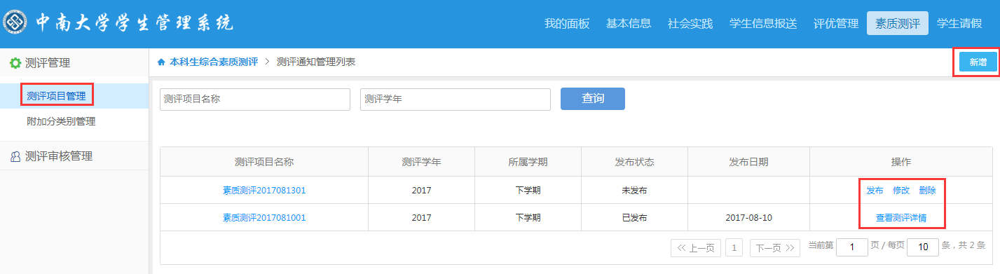 中南大学学生管理系统
我的面板 基本信息 社会实践 学生信息报送 评优管理 素质测评 学生请假
测评管理
测评项目管理
附加分类别管理
测评审核管理
本科生综合素质测评 > 测评通知管理列表
新增
测评项目名称 测评学年 查询
测评项目名称 测评学年 所属学期 发布状态 发布日期 操作
素质测评2017081301 2017 下学期 未发布 发布 修改 删除
素质测评2017081001 2017 下学期 已发布 2017-08-10 查看测评详情
<< 上一页 1 下一页 >> 当前第 1 页 / 每页 10 条，共 2 条